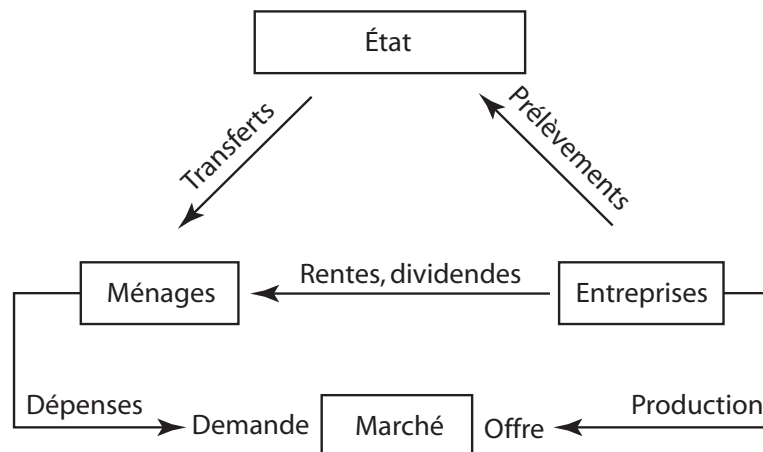 État
Transferts
Prélèvements
Rentes, dividendes
Ménages
Entreprises
Dépenses
Production
Demande
Marché
Offre